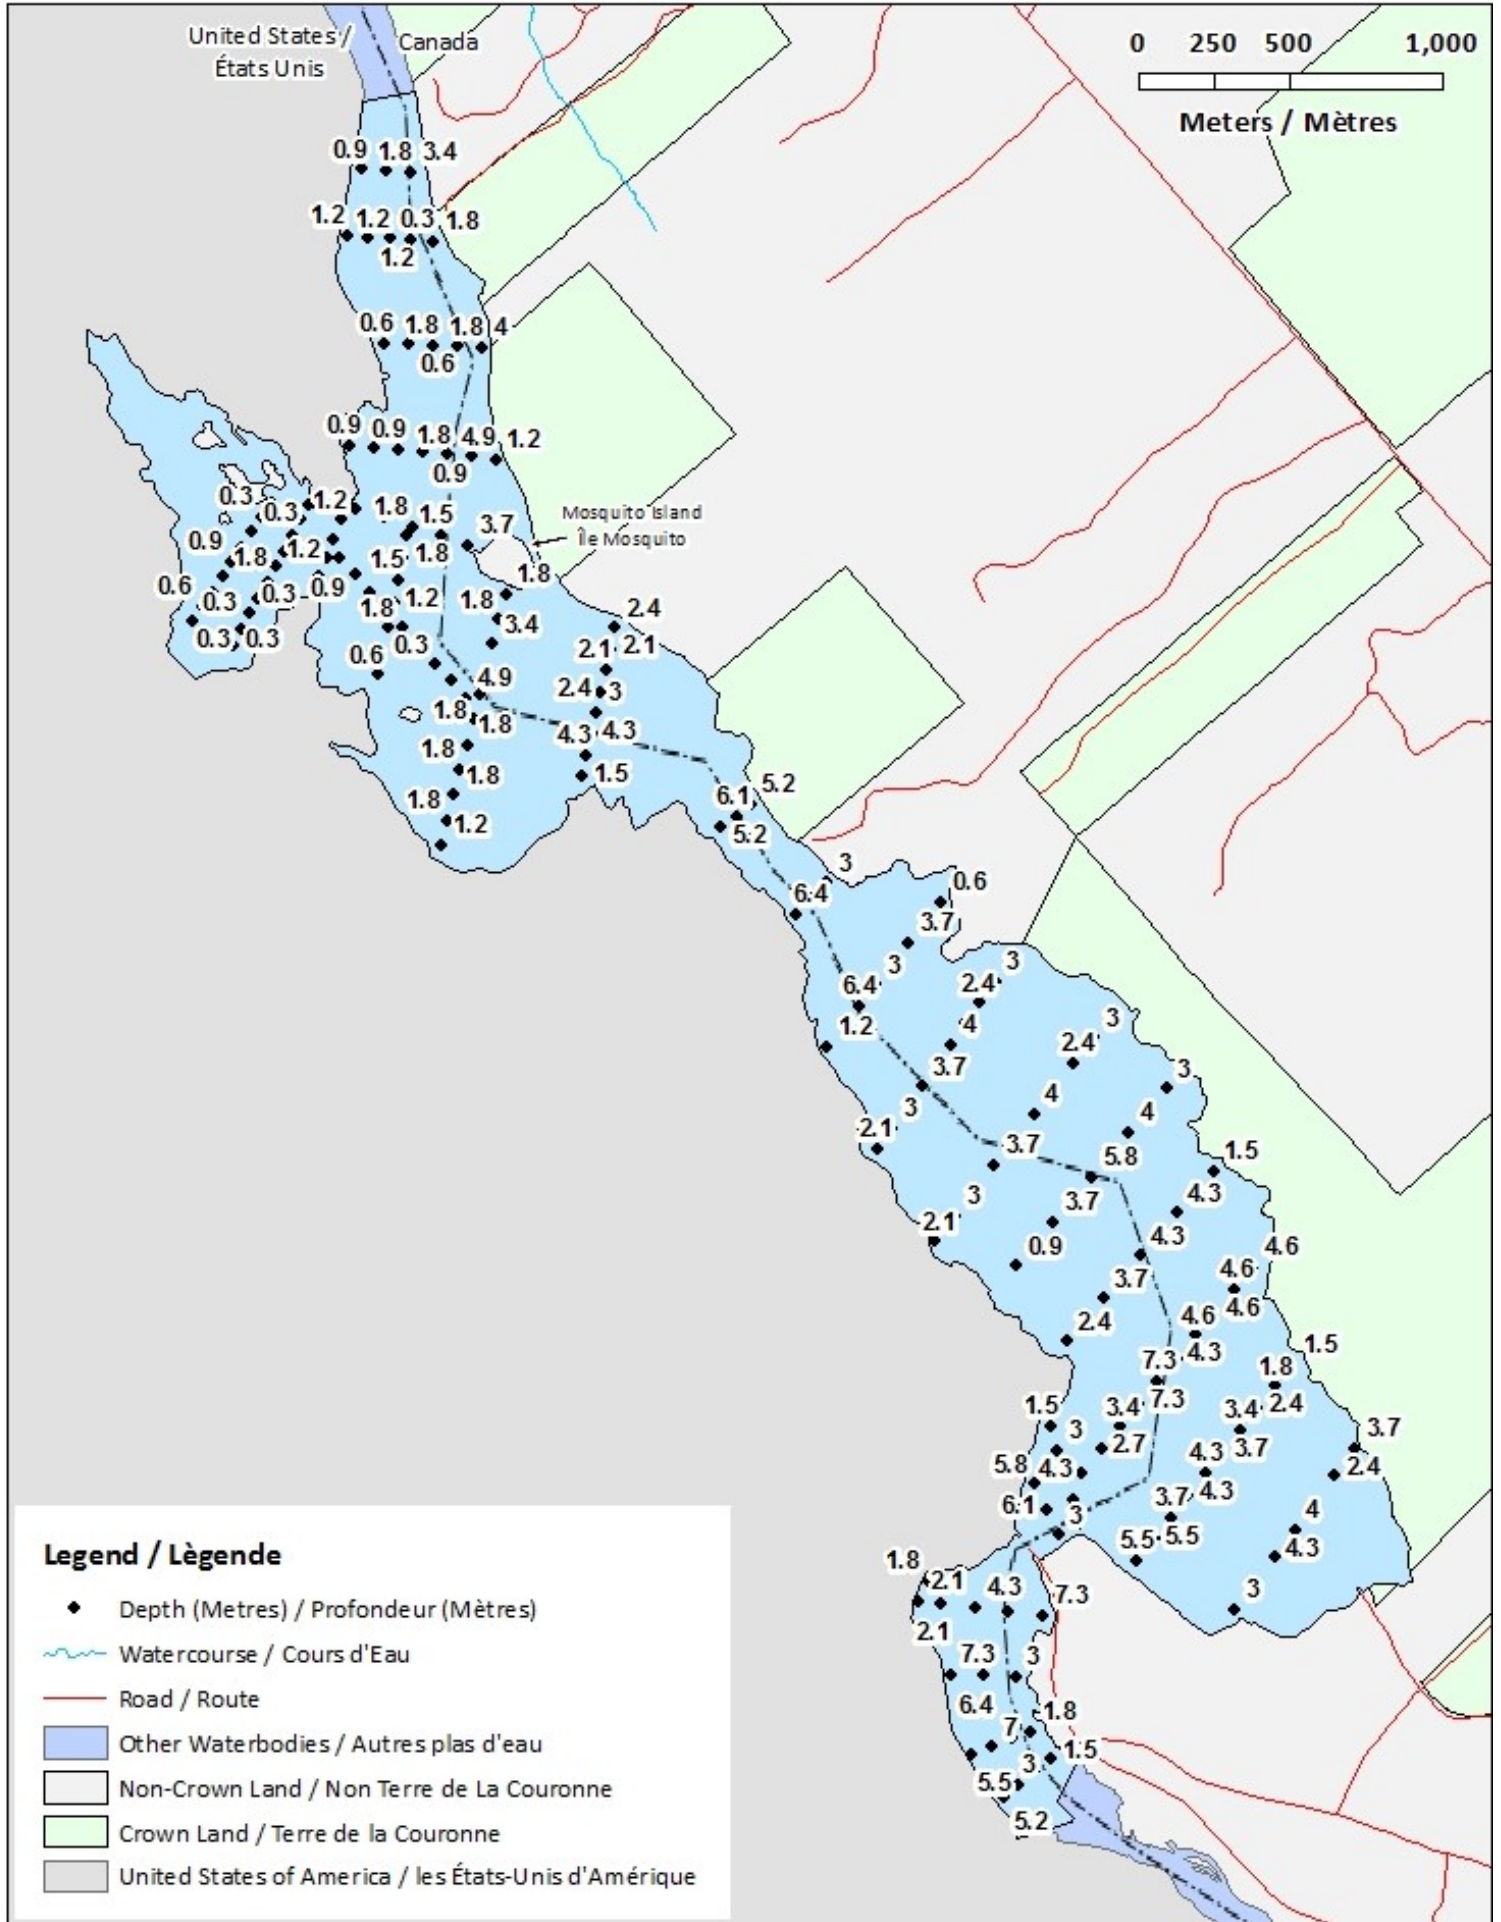 United States /
États Unis
Canada
0 250 500 1,000
Meters / Mètres
0.9 1.8 3.4
1.2 1.2 0.3 1.8
1.2
0.6 1.8 1.8 4
0.6
0.9 0.9 1.8 4.9 1.2
0.9
0.3 1.2 1.8
0.3 1.5 3.7
Mosquito Island
Île Mosquito
0.9 1.8 1.2 1.5 1.8
1.8
0.6 0.3 0.3 0.9 1.2 1.8
1.8 3.4 2.4
0.3 0.3 0.3 2.1 2.1
0.6 4.9 2.4 3
1.8 1.8 4.3 4.3
1.8 1.8 1.5
1.8 1.2
6.1 5.2
5.2
3
6.4 0.6
3.7
3 3
6.4 2.4
1.2 4 3
3.7 2.4
3 4 3
2.1 3.7 4
5.8 1.5
3 3.7 4.3
2.1 0.9 4.3 4.6
3.7 4.6
2.4 4.6 4.6
4.3 1.5
7.3 1.8
7.3 2.4
1.5 3.4 3.4 3.7
3 2.7 3.7
5.8 4.3 4.3 2.4
6.1 3.7 4.3
3 4
5.5 5.5 4.3
1.8 2.1 4.3 7.3 3
2.1
7.3 3
6.4 1.8
7 1.5
3
5.5
5.2
Legend / Lègende
Depth (Metres) / Profondeur (Mètres)
Watercourse / Cours d'Eau
Road / Route
Other Waterbodies / Autres plas d'eau
Non-Crown Land / Non Terre de La Couronne
Crown Land / Terre de la Couronne
United States of America / les États-Unis d'Amérique